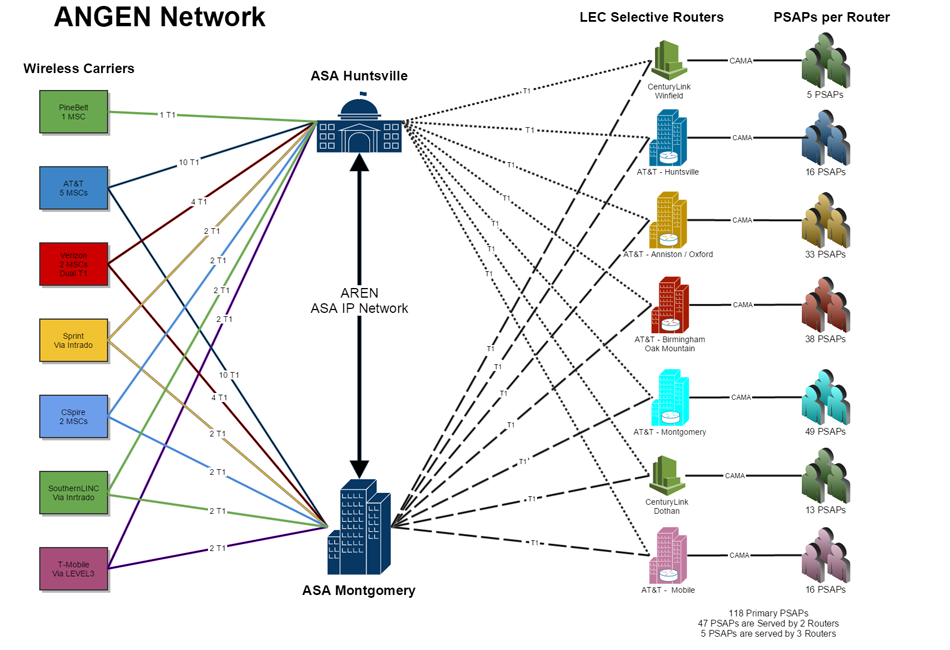 ANGEN Network
LEC Selective Routers
PSAPs per Router
Wireless Carriers
ASA Huntsville
PineBelt
1 MSC
AT&T
5 MSCs
Verizon
2 MSCs
Dual T1
Sprint
Via Intrado
CSpire
2 MSCs
SouthernLINC
Via Inrtrado
T-Mobile
Via LEVEL3
1 T1
10 T1
4 T1
2 T1
2 T1
2 T1
2 T1
10 T1
4 T1
2 T1
2 T1
2 T1
2 T1
AREN
ASA IP Network
ASA Montgomery
T1
T1
T1
T1
T1
T1
T1
T1
T1
T1
T1
T1'
T1
T1
CenturyLink
Winfield
CAMA
5 PSAPs
AT&T - Huntsville
CAMA
16 PSAPs
AT&T - Anniston / Oxford
CAMA
33 PSAPs
AT&T - Birmingham
Oak Mountain
CAMA
38 PSAPs
AT&T - Montgomery
CAMA
49 PSAPs
CenturyLink
Dothan
CAMA
13 PSAPs
AT&T - Mobile
CAMA
16 PSAPs
118 Primary PSAPs
47 PSAPs are Served by 2 Routers
5 PSAPs are served by 3 Routers